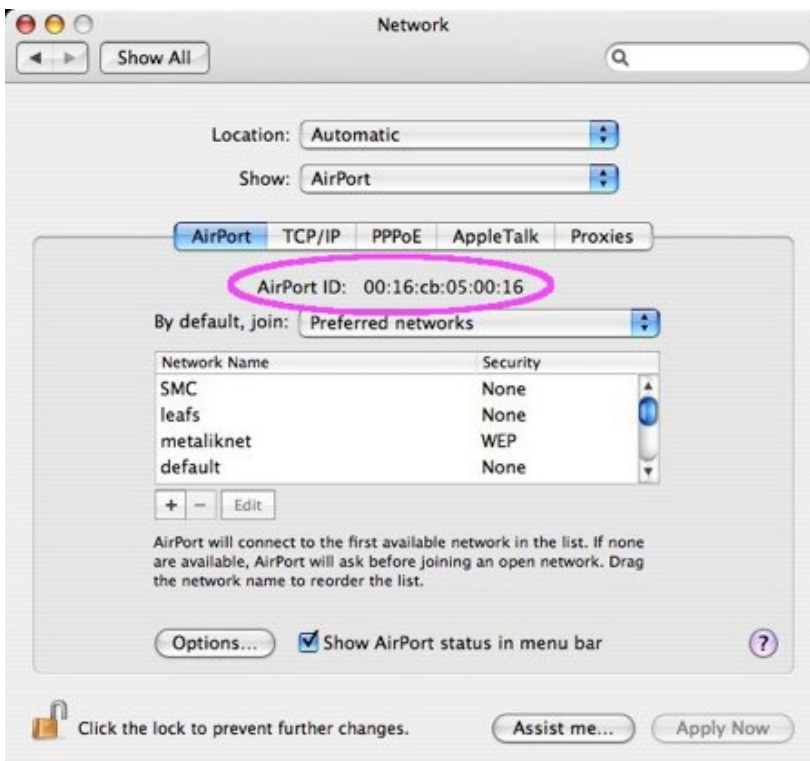 Network
Show All
Location: Automatic
Show: AirPort
AirPort TCP/IP PPPoE AppleTalk Proxies
AirPort ID: 00:16:cb:05:00:16
By default, join: Preferred networks
Network Name Security
SMC None
leafs None
metaliknet WEP
default None
+ - Edit
AirPort will connect to the first available network in the list. If none
are available, AirPort will ask before joining an open network. Drag
the network name to reorder the list.
Options... Show AirPort status in menu bar ?
Click the lock to prevent further changes. Assist me... Apply Now